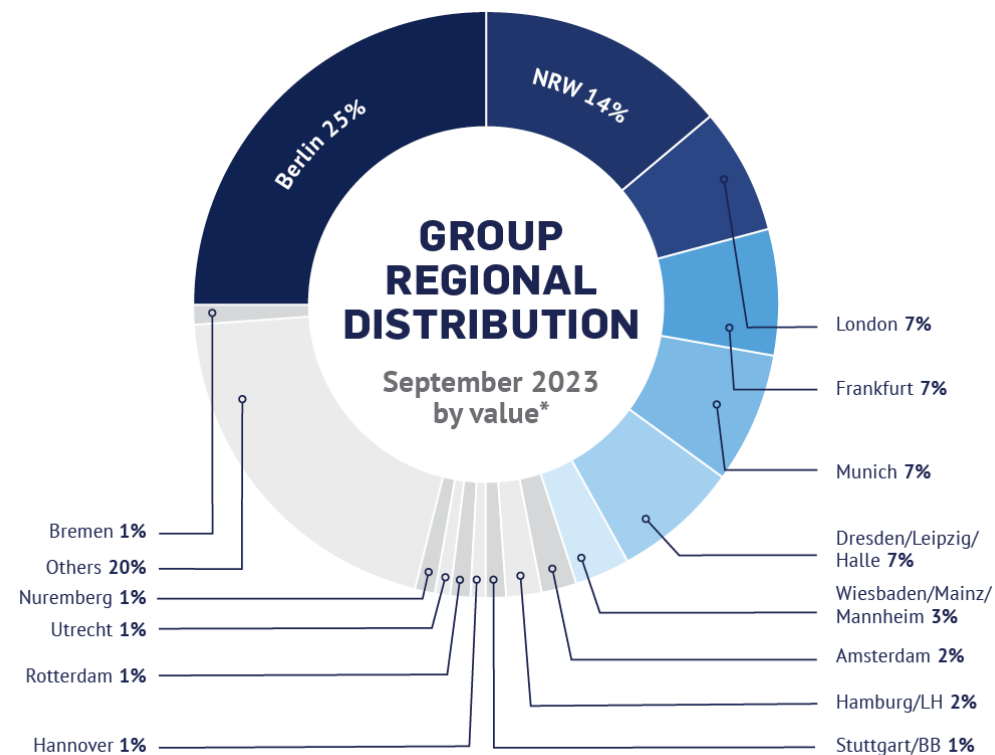 Berlin 25%
NRW 14%
GROUP
REGIONAL
DISTRIBUTION
September 2023
by value*
London 7%
Frankfurt 7%
Munich 7%
Dresden/Leipzig/
Halle 7%
Wiesbaden/Mainz/
Mannheim 3%
Amsterdam 2%
Hamburg/LH 2%
Stuttgart/BB 1%
Bremen 1%
Others 20%
Nuremberg 1%
Utrecht 1%
Rotterdam 1%
Hannover 1%